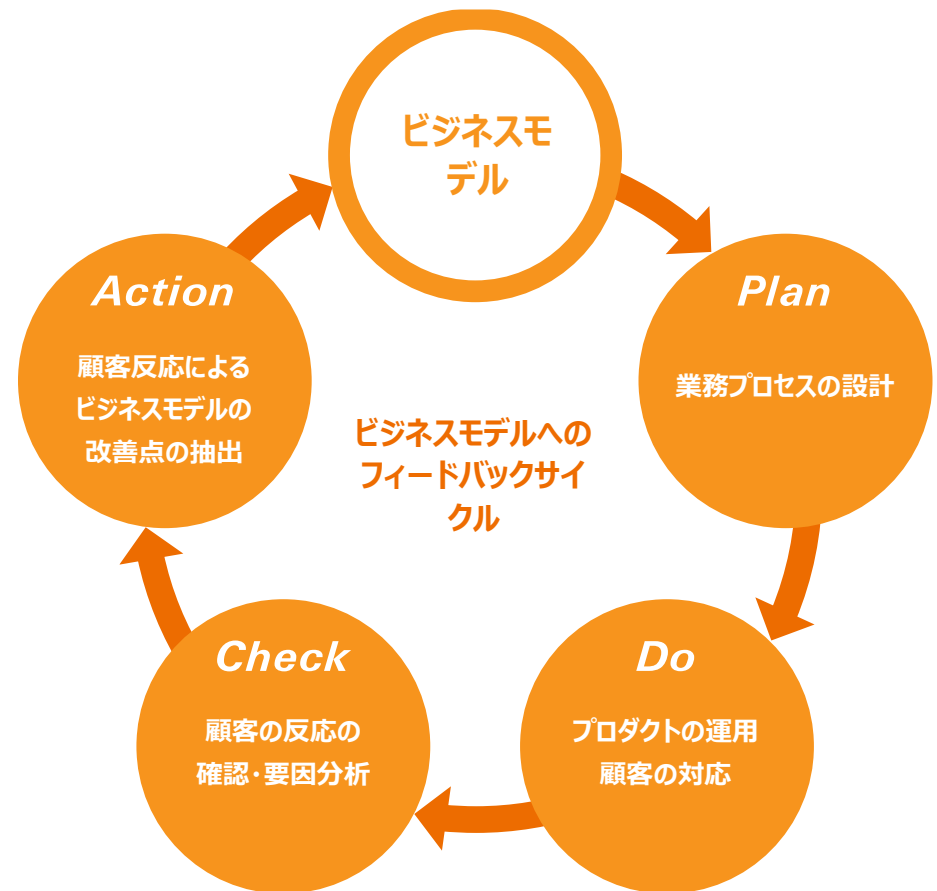 ビジネスモ
デル
Plan
業務プロセスの設計
Do
プロダクトの運用
顧客の対応
Check
顧客の反応の
確認・要因分析
Action
顧客反応による
ビジネスモデルの
改善点の抽出
ビジネスモデルへの
フィードバックサイ
クル